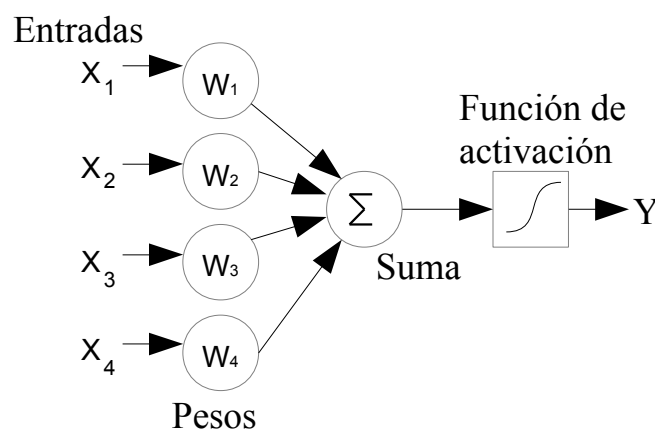 Entradas
X1
W1
X2
W2
X3
W3
X4
W4
Pesos
Σ
Suma
Función de
activación
Y